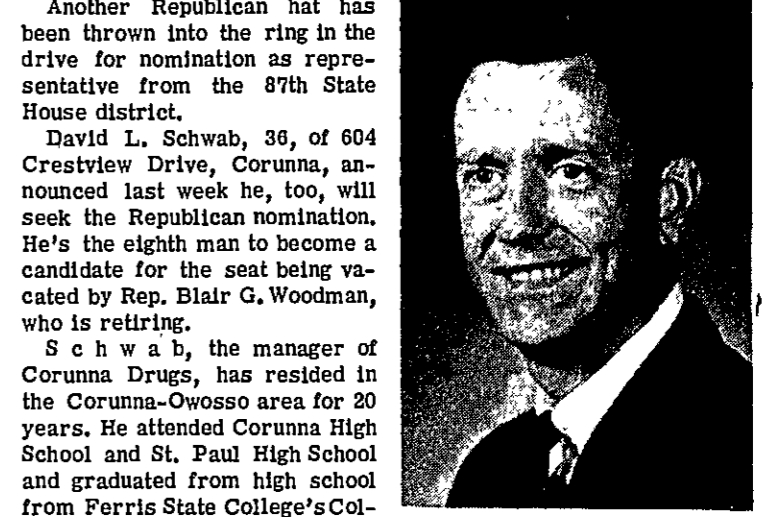 Another Republican hat has
been thrown into the ring in the
drive for nomination as repre-
sentative from the 87th State
House district.
David L. Schwab, 36, of 604
Crestview Drive, Corunna, an-
nounced last week he, too, will
seek the Republican nomination.
He's the eighth man to become a
candidate for the seat being va-
cated by Rep. Blair G. Woodman,
who is retiring.
S c h w a b, the manager of
Corunna Drugs, has resided in
the Corunna-Owosso area for 20
years. He attended Corunna High
School and St. Paul High School
and graduated from high school
from Ferris State College's Col-